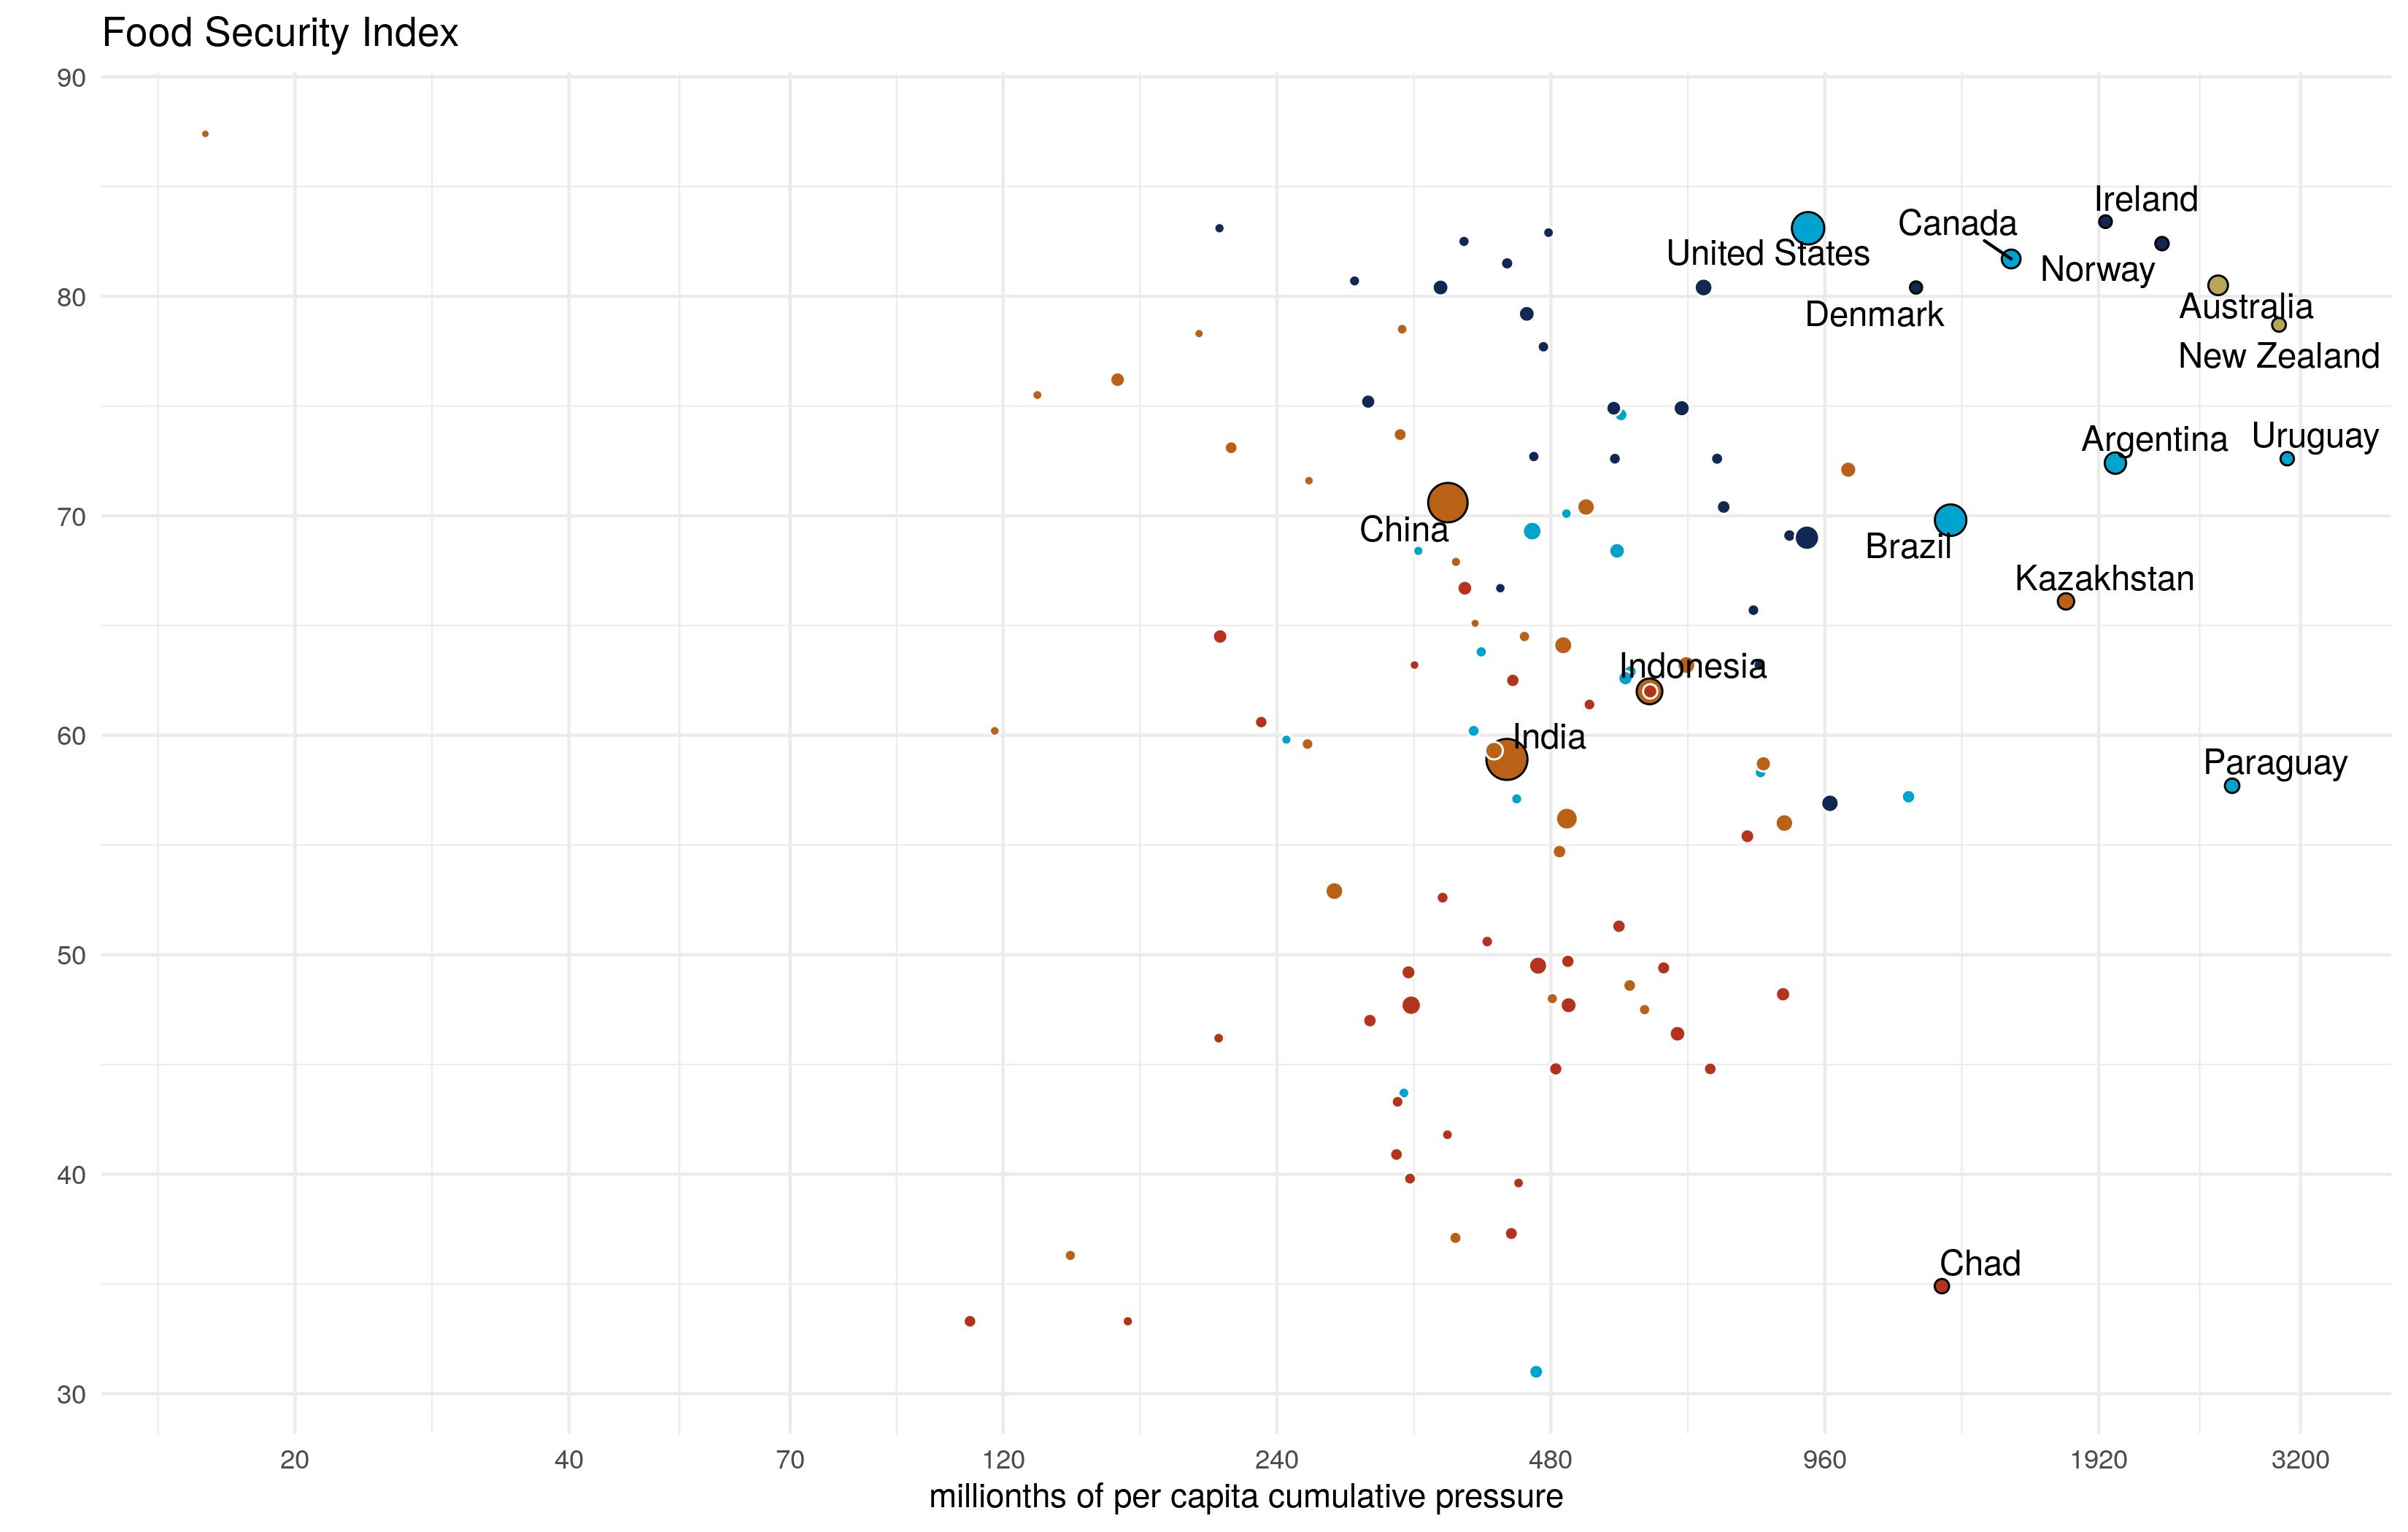 Food Security Index
90
80
70
60
50
40
30
Ireland
Canada
United States
Norway
Denmark
Australia
New Zealand
Argentina
Uruguay
China
Brazil
Kazakhstan
Indonesia
India
Paraguay
Chad
20
40
70
120
240
480
960
1920
3200
millionths of per capita cumulative pressure